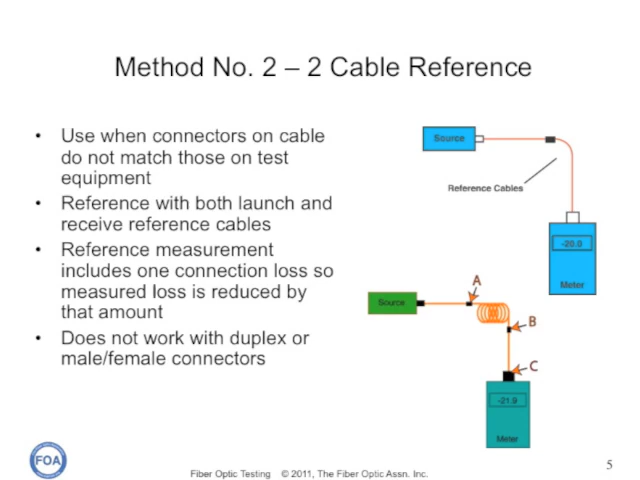 Method No. 2 – 2 Cable Reference
• Use when connectors on cable
do not match those on test
equipment
• Reference with both launch and
receive reference cables
• Reference measurement
includes one connection loss so
measured loss is reduced by
that amount
• Does not work with duplex or
male/female connectors
Source
Reference Cables
-20.0
Meter
A
Source
B
C
-21.9
Meter
FOA
Fiber Optic Testing © 2011, The Fiber Optic Assn. Inc.
5